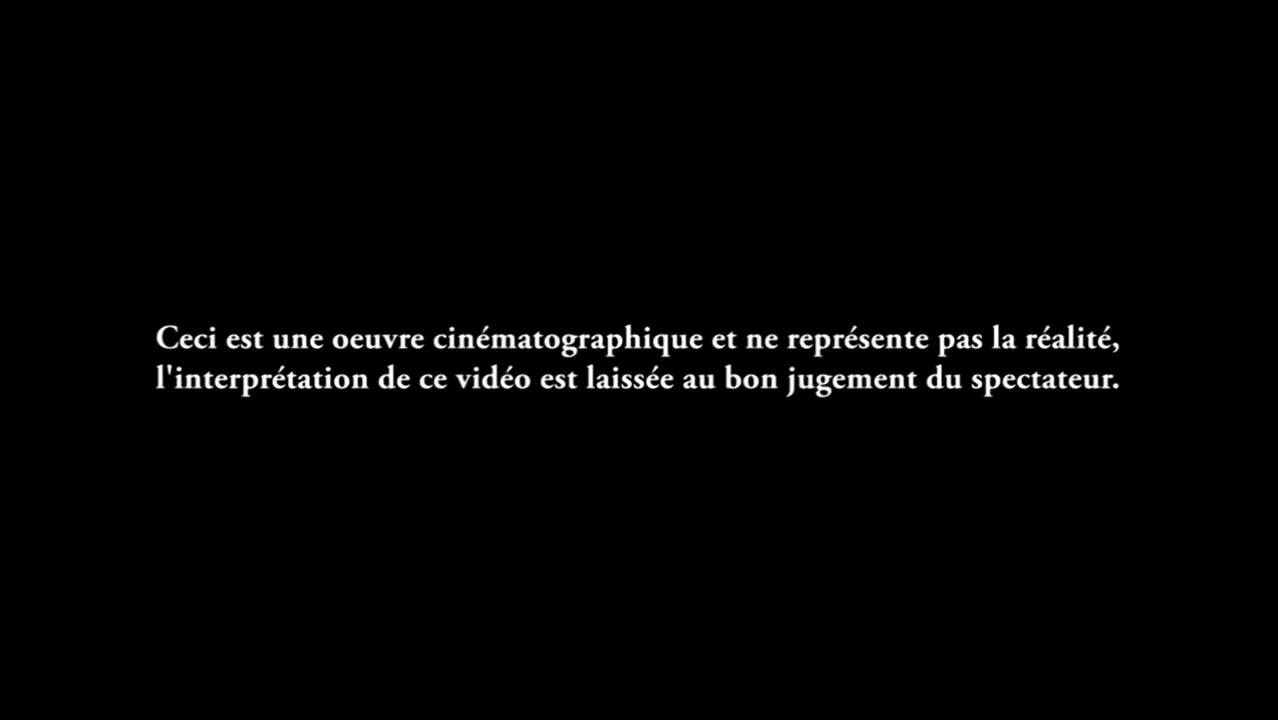 Ceci est une oeuvre cinématographique et ne représente pas la réalité,
l'interprétation de ce vidéo est laissée au bon jugement du spectateur.